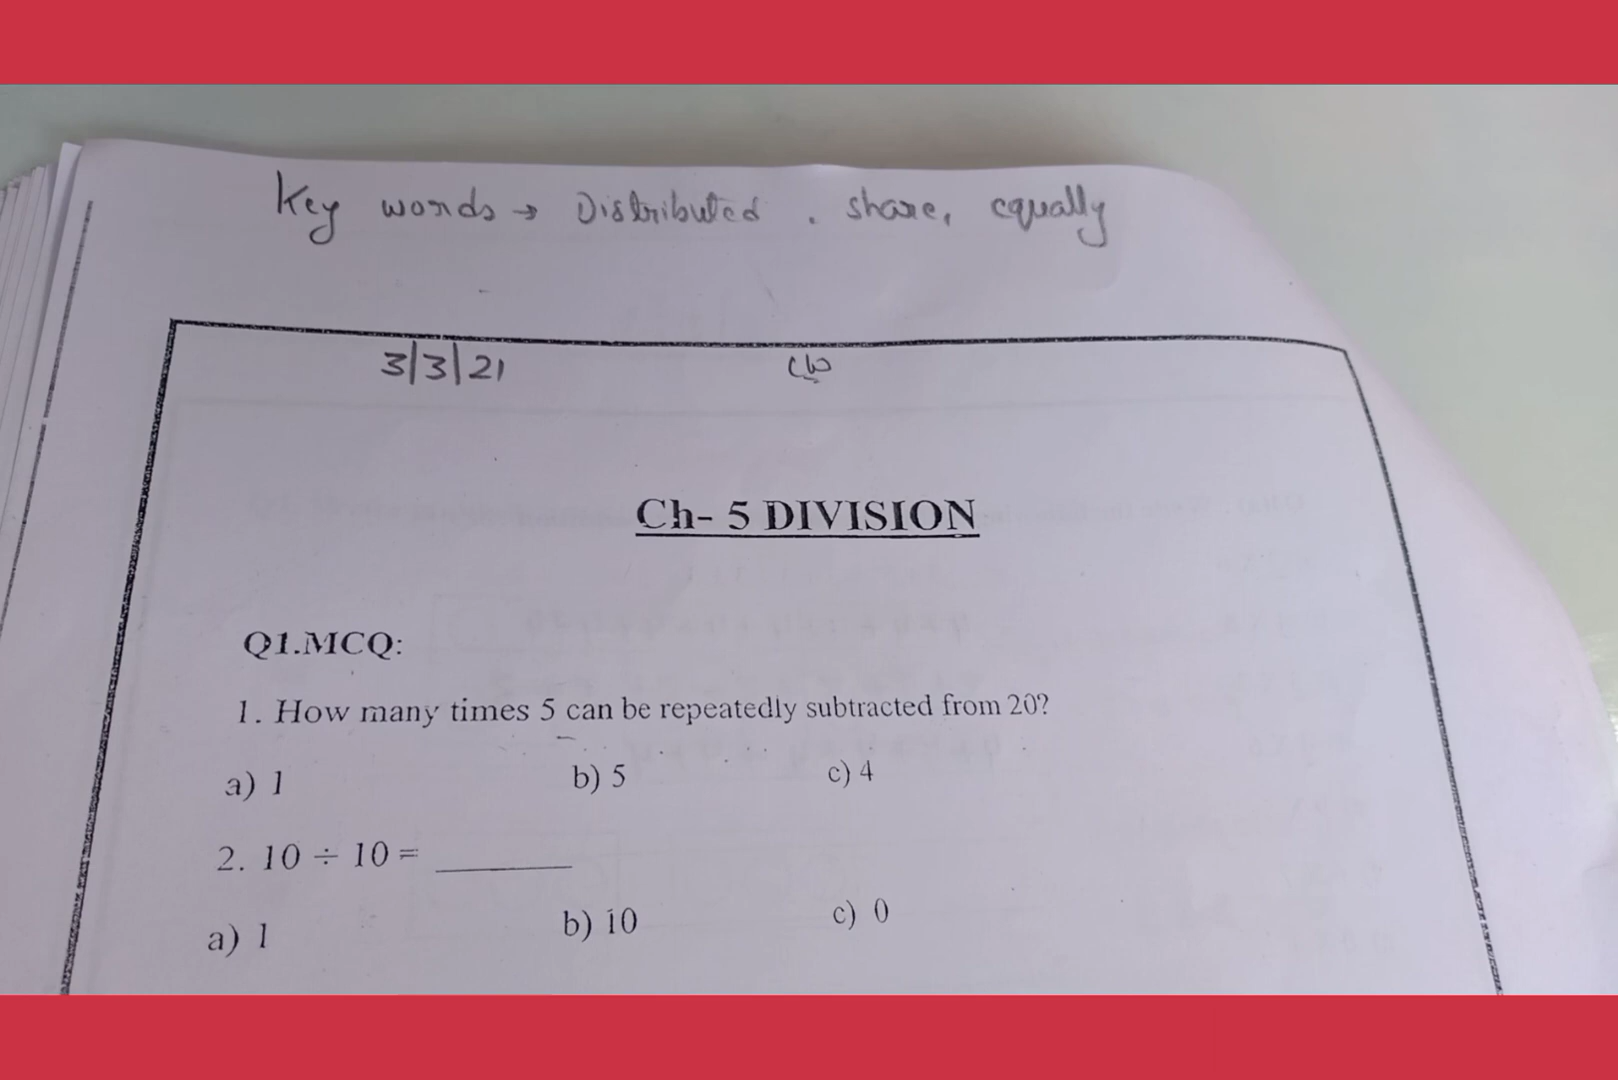 Key words → Distributed . share, equally
3/3/21
Ch- 5 DIVISION
Q1.MCQ:
1. How many times 5 can be repeatedly subtracted from 20?
a) 1 b) 5 c) 4
2. 10 ÷ 10 = ______
a) 1 b) 10 c) 0